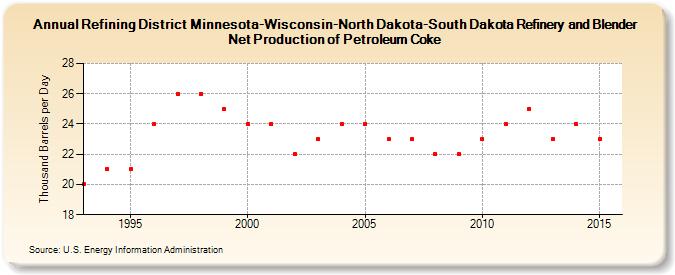 Annual Refining District Minnesota-Wisconsin-North Dakota-South Dakota Refinery and Blender
Net Production of Petroleum Coke
Thousand Barrels per Day
28
26
24
22
20
18
1995
2000
2005
2010
2015
Source: U.S. Energy Information Administration